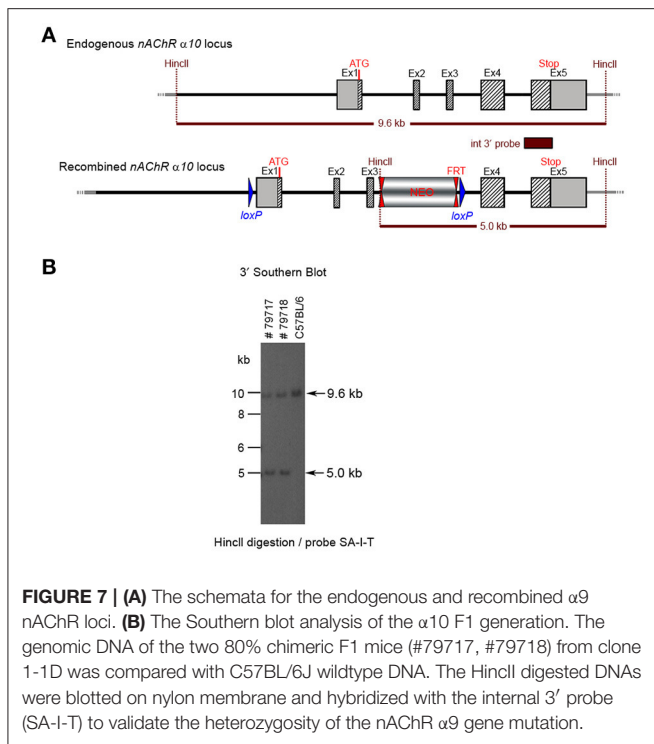 A
Endogenous nAChR α10 locus
HincII
Ex1
ATG
Ex2
Ex3
Ex4
Stop
Ex5
HincII
9.6 kb
int 3′ probe
Recombined nAChR α10 locus
loxP
Ex1
ATG
Ex2
Ex3
HincII
NEO
FRT
loxP
Ex4
Stop
Ex5
HincII
5.0 kb
B
3′ Southern Blot
# 79717
# 79718
C57BL/6
kb
10
8
6
5
9.6 kb
5.0 kb
HincII digestion / probe SA-I-T
FIGURE 7 | (A) The schemata for the endogenous and recombined α9
nAChR loci. (B) The Southern blot analysis of the α10 F1 generation. The
genomic DNA of the two 80% chimeric F1 mice (#79717, #79718) from clone
1-1D was compared with C57BL/6J wildtype DNA. The HincII digested DNAs
were blotted on nylon membrane and hybridized with the internal 3′ probe
(SA-I-T) to validate the heterozygosity of the nAChR α9 gene mutation.